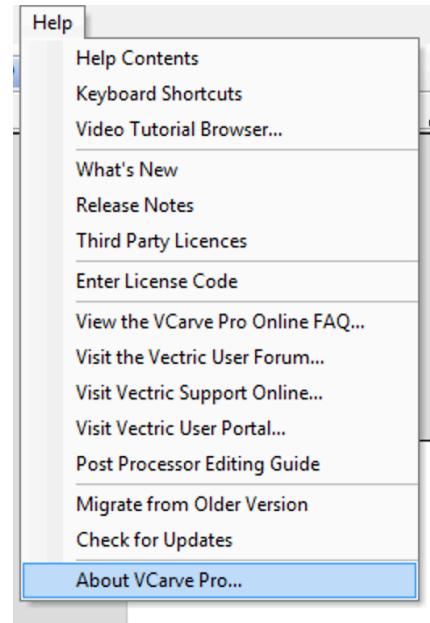 Help
Help Contents
Keyboard Shortcuts
Video Tutorial Browser...
What's New
Release Notes
Third Party Licences
Enter License Code
View the VCarve Pro Online FAQ...
Visit the Vectric User Forum...
Visit Vectric Support Online...
Visit Vectric User Portal...
Post Processor Editing Guide
Migrate from Older Version
Check for Updates
About VCarve Pro...